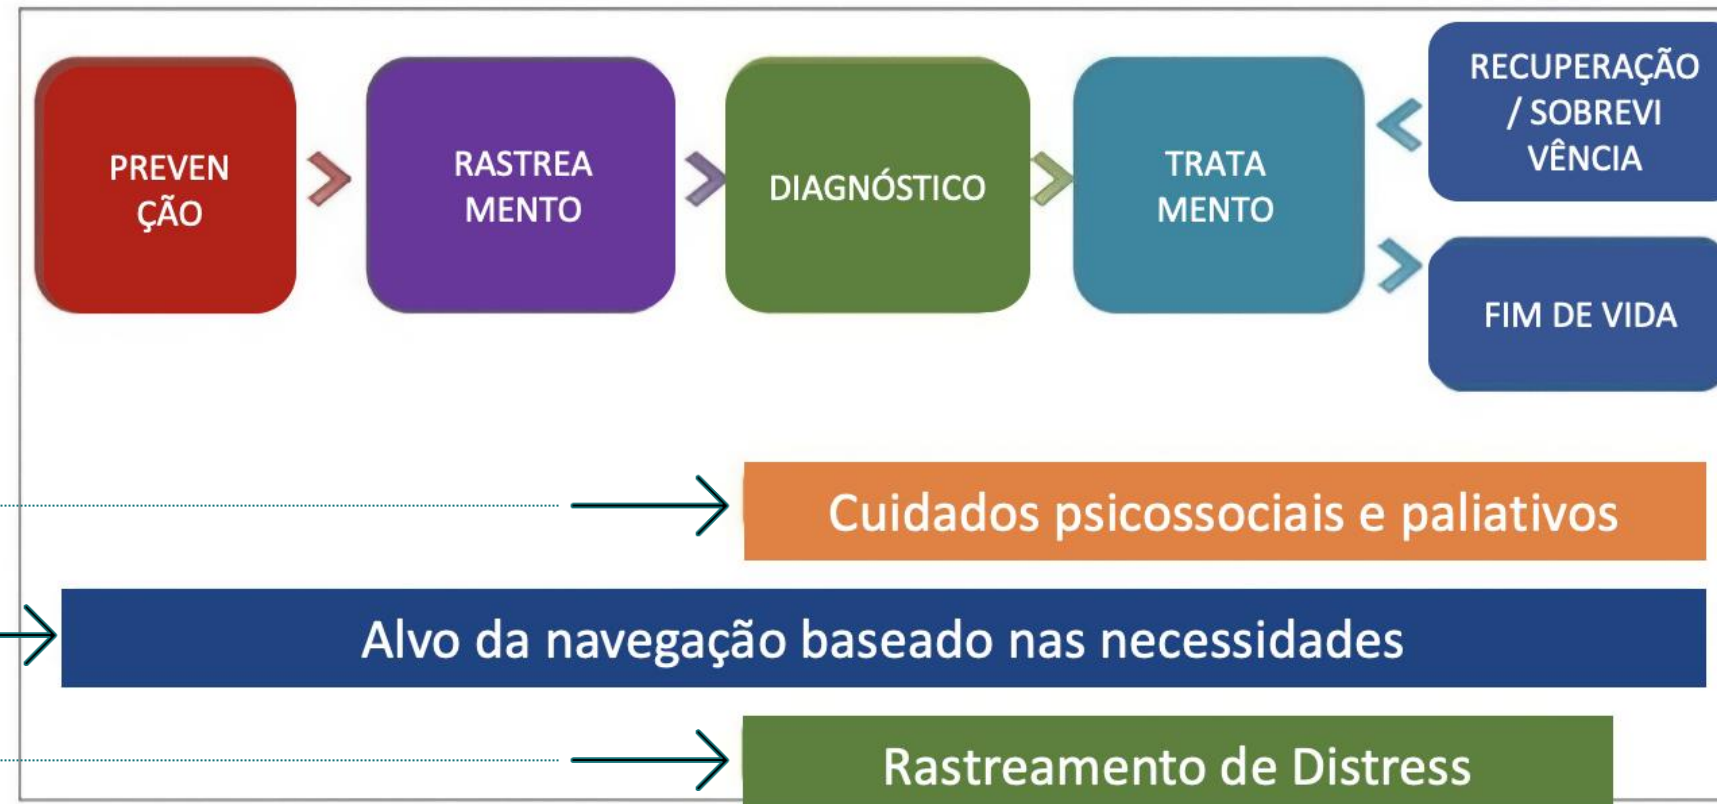 PREVEN
ÇÃO
RASTREA
MENTO
DIAGNÓSTICO
TRATA
MENTO
RECUPERAÇÃO
/ SOBREVI
VÊNCIA
FIM DE VIDA
Cuidados psicossociais e paliativos
Alvo da navegação baseado nas necessidades
Rastreamento de Distress